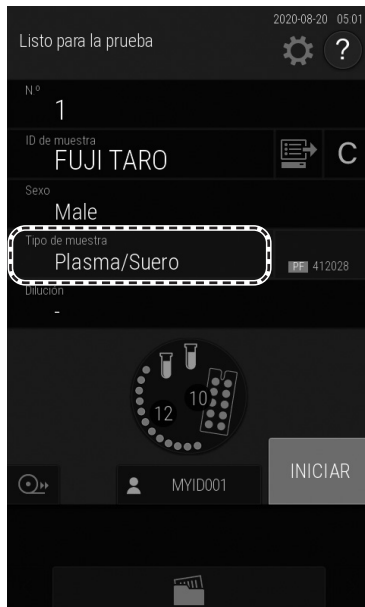 2020-08-20 05:01
Listo para la prueba
?
Nº
1
ID de muestra
FUJI TARO
C
Sexo
Male
Tipo de muestra
Plasma/Suero
PF 412028
Dilución
-
12
10
INICIAR
MYID001